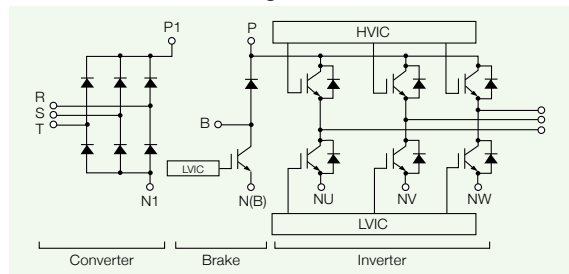 P1
P
HVIC
R
S
T
B
LVIC
N1
N(B)
NU
NV
NW
LVIC
Converter
Brake
Inverter